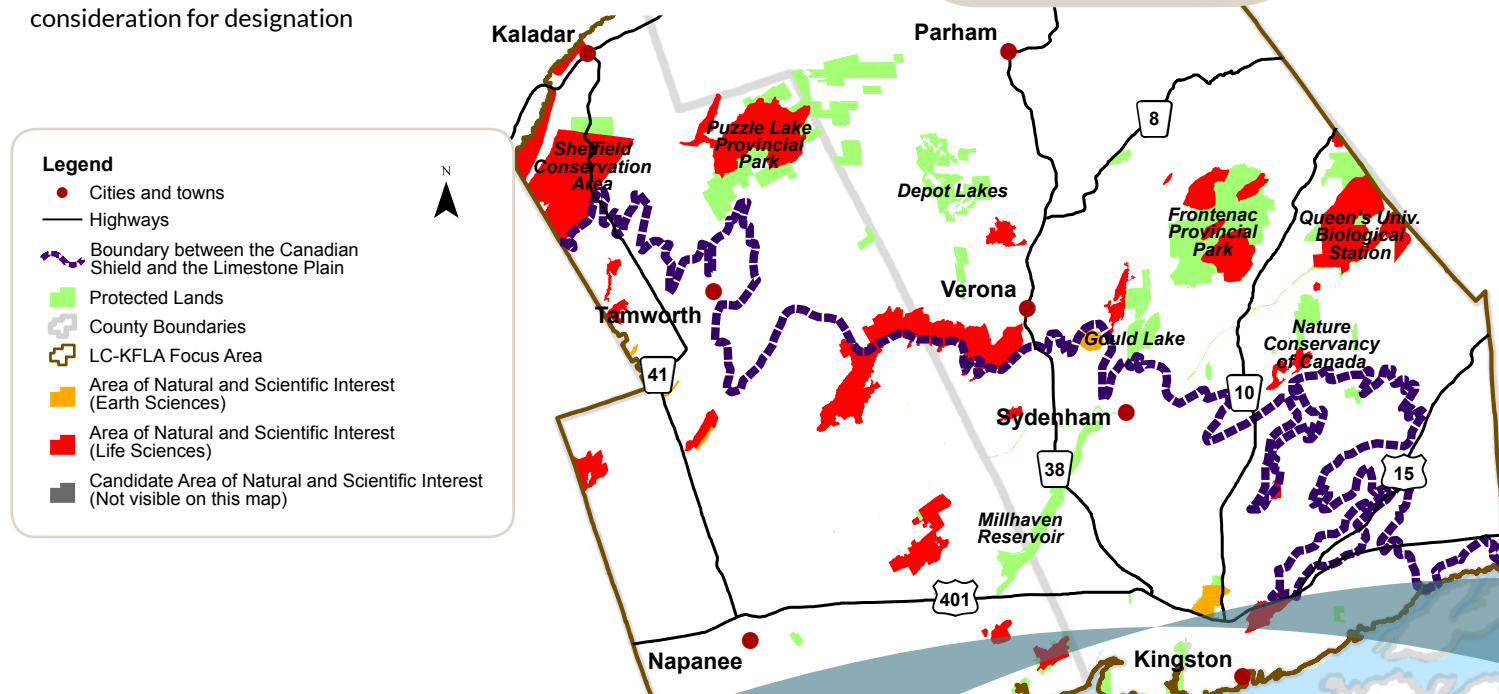 consideration for designation
Legend
N
Cities and towns
Highways
Boundary between the Canadian
Shield and the Limestone Plain
Protected Lands
County Boundaries
LC-KFLA Focus Area
Area of Natural and Scientific Interest
(Earth Sciences)
Area of Natural and Scientific Interest
(Life Sciences)
Candidate Area of Natural and Scientific Interest
(Not visible on this map)
Kaladar
Parham
8
Puzzle Lake
Provincial
Park
Sheffield
Conservation
Area
Depot Lakes
Frontenac
Provincial
Park
Queen's Univ.
Biological
Station
Verona
Tamworth
Gould Lake
Nature
Conservancy
of Canada
41
10
Sydenham
38
15
Millhaven
Reservoir
401
Napanee
Kingston